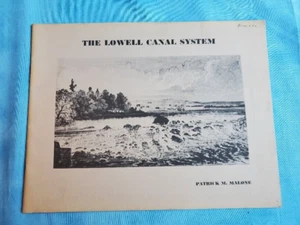 THE LOWELL CANAL SYSTEM
PATRICK M. MALONE